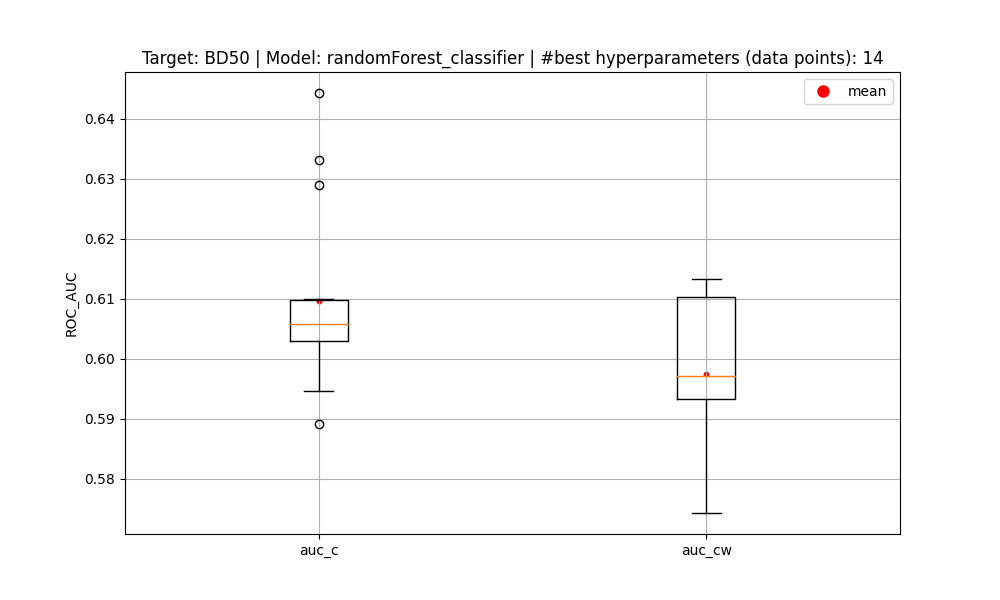 Target: BD50 | Model: randomForest_classifier | #best hyperparameters (data points): 14
mean
ROC_AUC
0.64
0.63
0.62
0.61
0.60
0.59
0.58
auc_c
auc_cw